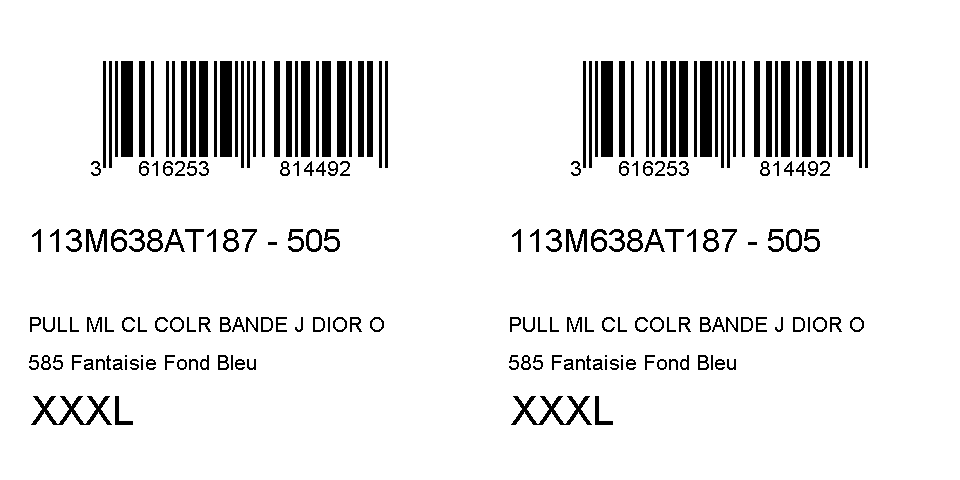 3 616253 814492
113M638AT187 - 505
PULL ML CL COLR BANDE J DIOR O
585 Fantaisie Fond Bleu
XXXL
3 616253 814492
113M638AT187 - 505
PULL ML CL COLR BANDE J DIOR O
585 Fantaisie Fond Bleu
XXXL